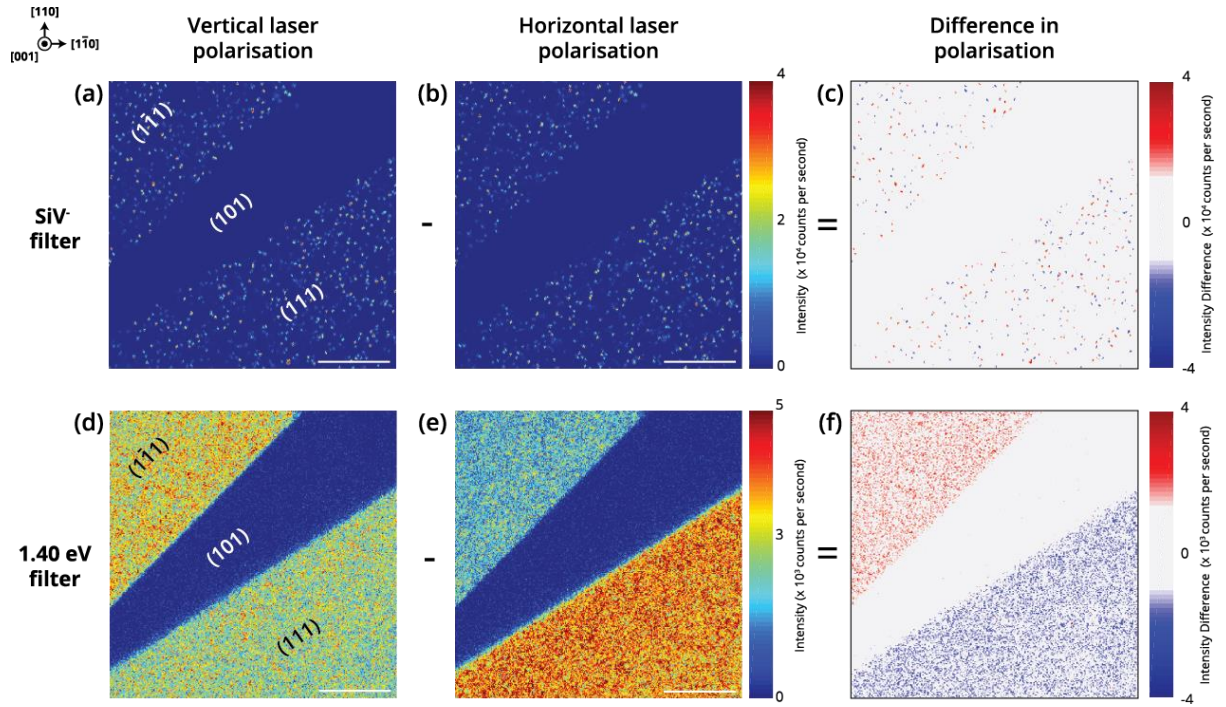 [110]
[001]
[11̄0]
Vertical laser
polarisation
Horizontal laser
polarisation
Difference in
polarisation
SiV-
filter
(a)
(11̄1)
(101)
(111)
-
(b)
4
2
0
Intensity (x 10⁴ counts per second)
=
(c)
4
0
-4
Intensity Difference (x 10⁴ counts per second)
1.40 eV
filter
(d)
(11̄1)
(101)
(111)
-
(e)
5
3
0
Intensity (x 10³ counts per second)
=
(f)
4
0
-4
Intensity Difference (x 10³ counts per second)